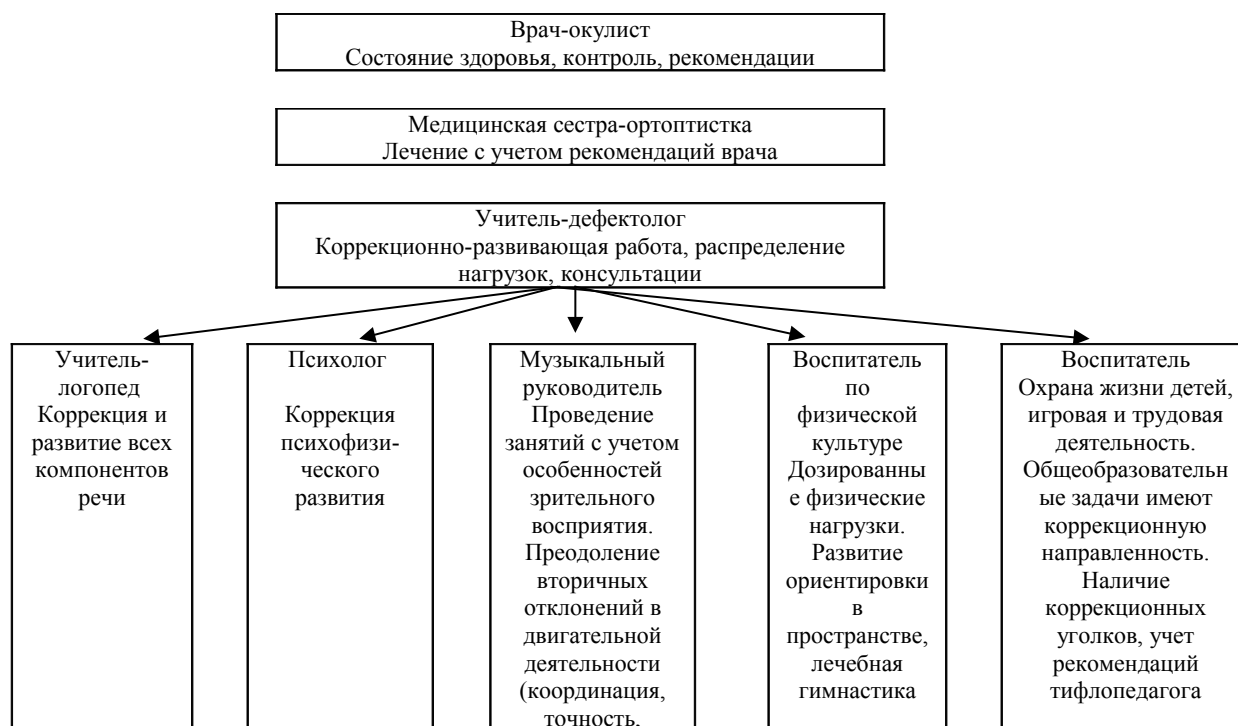 Врач-окулист
Состояние здоровья, контроль, рекомендации
Медицинская сестра-ортоптистка
Лечение с учетом рекомендаций врача
Учитель-дефектолог
Коррекционно-развивающая работа, распределение
нагрузок, консультации
Учитель-
логопед
Коррекция и
развитие всех
компонентов
речи
Психолог
Коррекция
психофизи-
ческого
развития
Музыкальный
руководитель
Проведение
занятий с учетом
особенностей
зрительного
восприятия.
Преодоление
вторичных
отклонений в
двигательной
деятельности
(координация,
точность,
Воспитатель
по
физической
культуре
Дозированны
е физические
нагрузки.
Развитие
ориентировки
в
пространстве,
лечебная
гимнастика
Воспитатель
Охрана жизни детей,
игровая и трудовая
деятельность.
Общеобразовательн
ые задачи имеют
коррекционную
направленность.
Наличие
коррекционных
уголков, учет
рекомендаций
тифлопедагога